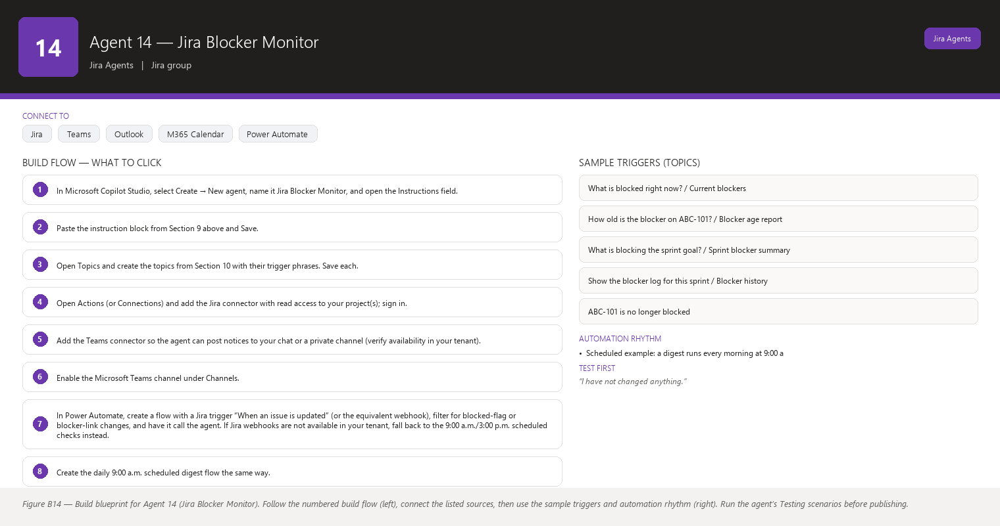 14
Agent 14 — Jira Blocker Monitor
Jira Agents | Jira group
Jira Agents
CONNECT TO
Jira
Teams
Outlook
M365 Calendar
Power Automate
BUILD FLOW — WHAT TO CLICK
1
In Microsoft Copilot Studio, select Create → New agent, name it Jira Blocker Monitor, and open the Instructions field.
2
Paste the instruction block from Section 9 above and Save.
3
Open Topics and create the topics from Section 10 with their trigger phrases. Save each.
4
Open Actions (or Connections) and add the Jira connector with read access to your project(s); sign in.
5
Add the Teams connector so the agent can post notices to your chat or a private channel (verify availability in your tenant).
6
Enable the Microsoft Teams channel under Channels.
7
In Power Automate, create a flow with a Jira trigger “When an issue is updated” (or the equivalent webhook), filter for blocked-flag or
blocker-link changes, and have it call the agent. If Jira webhooks are not available in your tenant, fall back to the 9:00 a.m./3:00 p.m. scheduled
checks instead.
8
Create the daily 9:00 a.m. scheduled digest flow the same way.
SAMPLE TRIGGERS (TOPICS)
What is blocked right now? / Current blockers
How old is the blocker on ABC-101? / Blocker age report
What is blocking the sprint goal? / Sprint blocker summary
Show the blocker log for this sprint / Blocker history
ABC-101 is no longer blocked
AUTOMATION RHYTHM
• Scheduled example: a digest runs every morning at 9:00 a
TEST FIRST
“I have not changed anything.”
Figure B14 — Build blueprint for Agent 14 (Jira Blocker Monitor). Follow the numbered build flow (left), connect the listed sources, then use the sample triggers and automation rhythm (right). Run the agent's Testing scenarios before publishing.